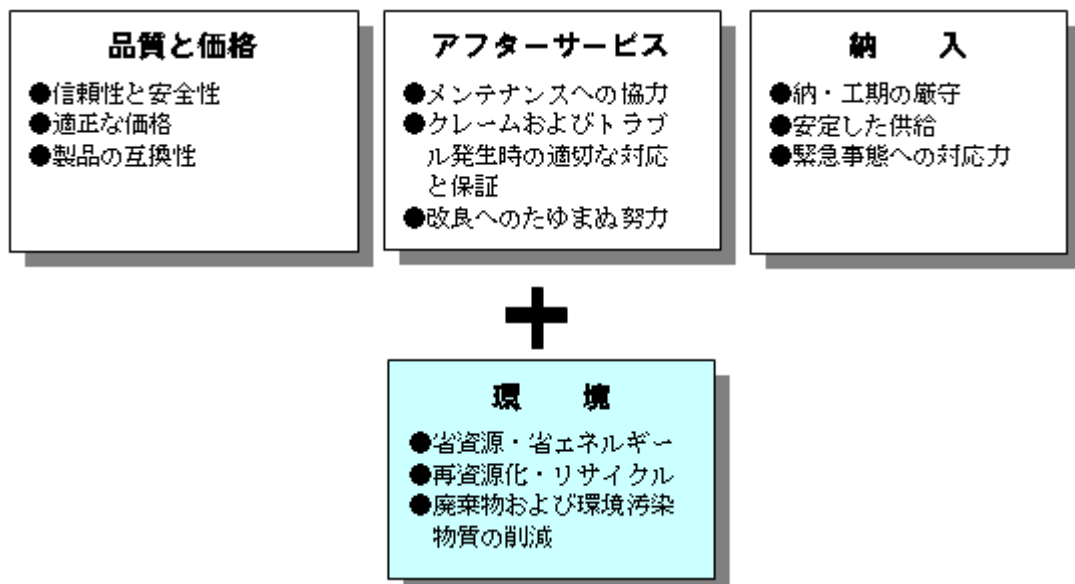 品質と価格
●信頼性と安全性
●適正な価格
●製品の互換性
アフターサービス
●メンテナンスへの協力
●クレームおよびトラブ
ル発生時の適切な対応
と保証
●改良へのたゆまぬ努力
納　入
●納・工期の厳守
●安定した供給
●緊急事態への対応力
+
環　境
●省資源・省エネルギー
●再資源化・リサイクル
●廃棄物および環境汚染
物質の削減